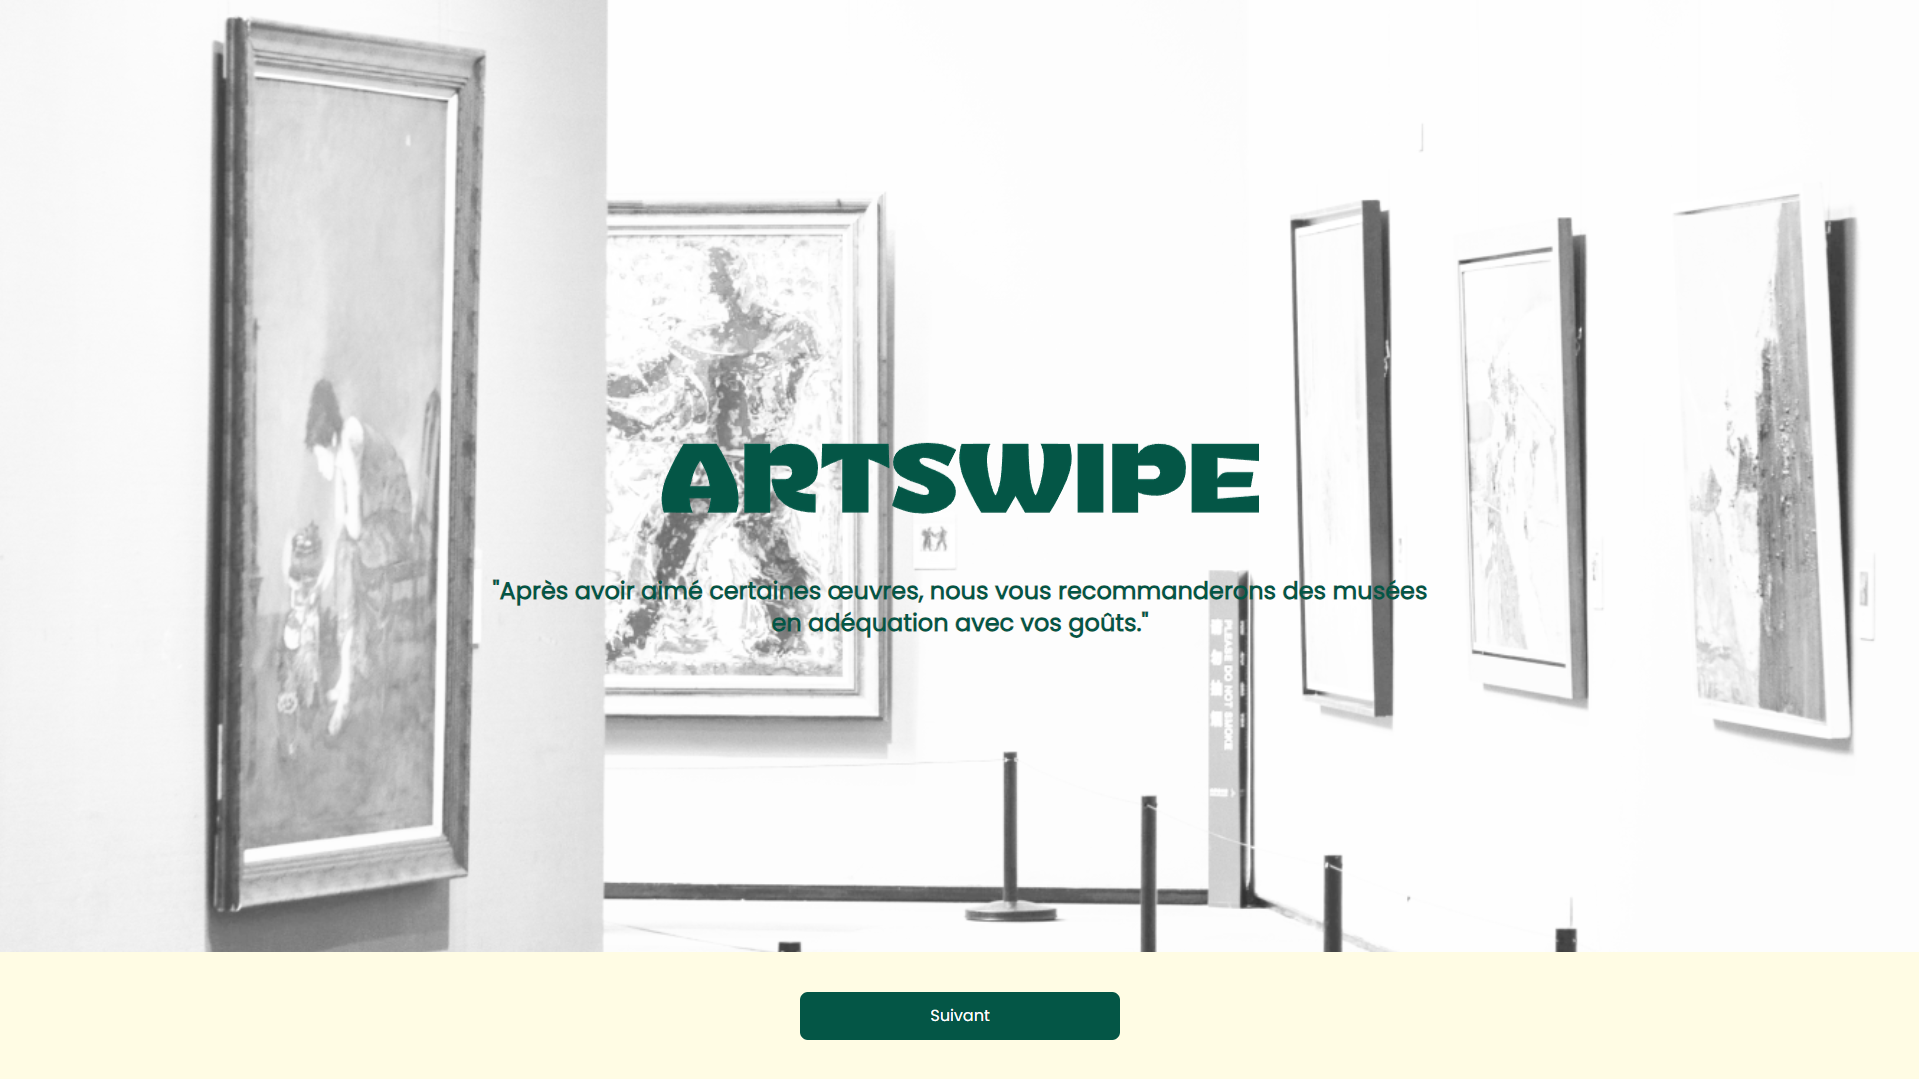 ARTSWIPE
"Après avoir aimé certaines œuvres, nous vous recommanderons des musées
en adéquation avec vos goûts."
PLEASE DO NOT SMOKE
Suivant